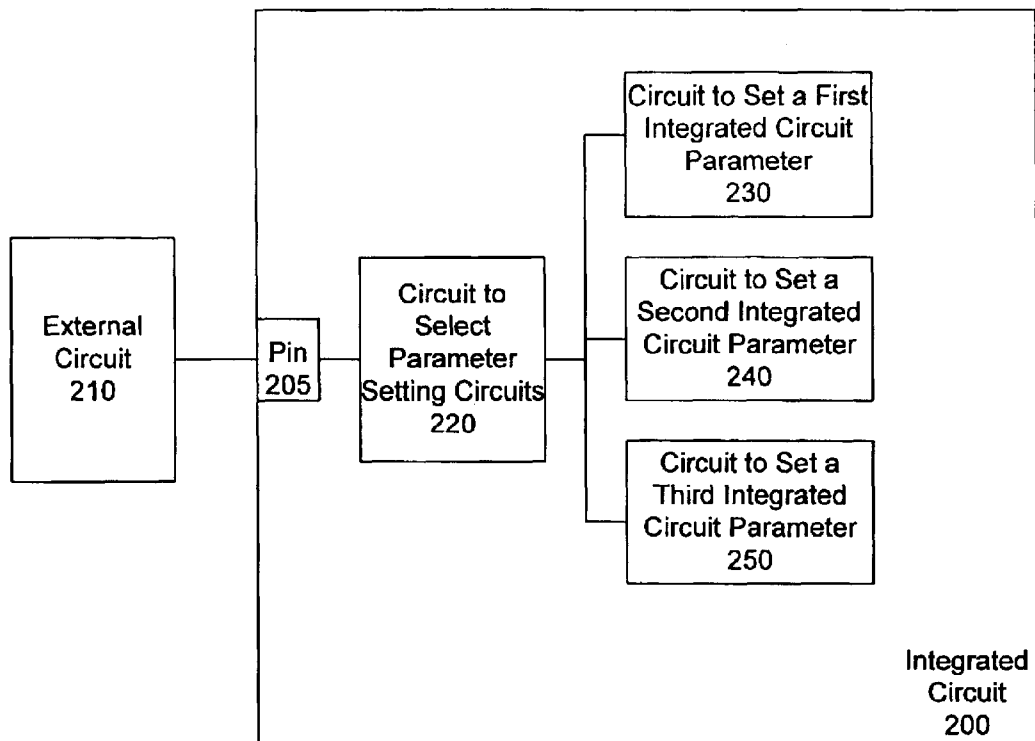 External
Circuit
210
Pin
205
Circuit to
Select
Parameter
Setting Circuits
220
Circuit to Set a First
Integrated Circuit
Parameter
230
Circuit to Set a
Second Integrated
Circuit Parameter
240
Circuit to Set a
Third Integrated
Circuit Parameter
250
Integrated
Circuit
200